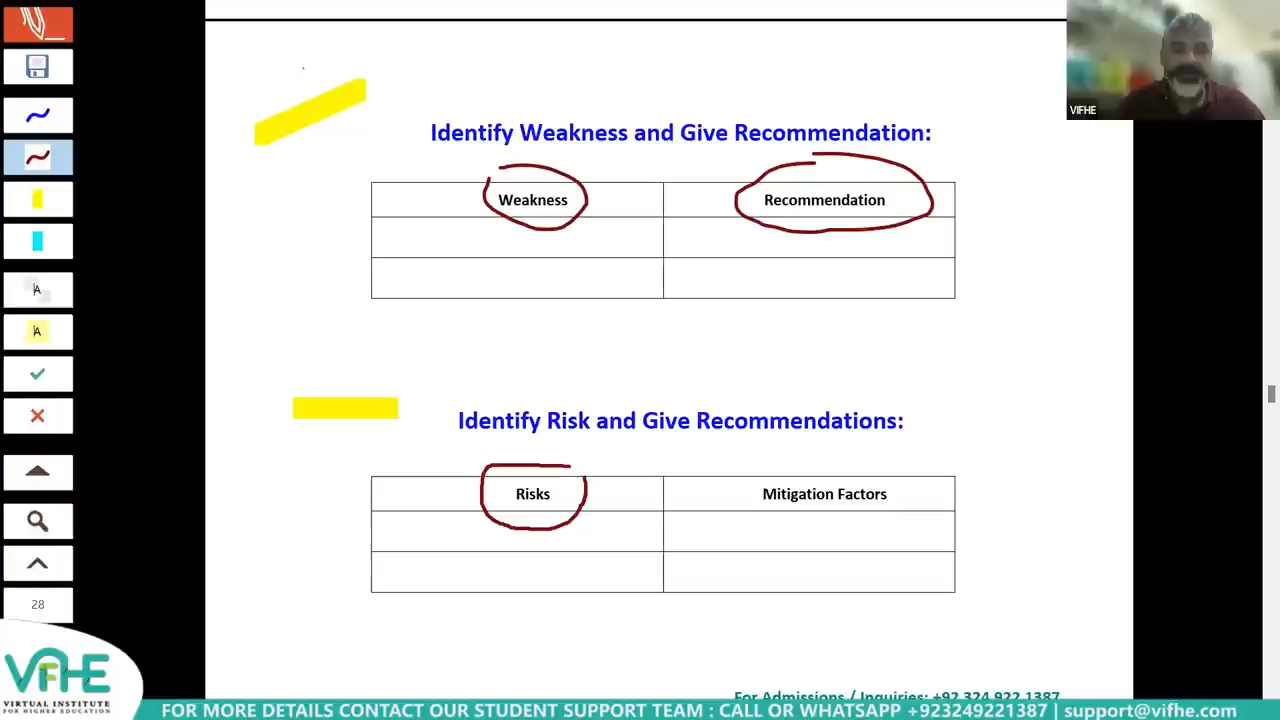 VIFHE
Identify Weakness and Give Recommendation:
Weakness Recommendation
Identify Risk and Give Recommendations:
Risks Mitigation Factors
A
A
28
VIFHE
VIRTUAL INSTITUTE
FOR HIGHER EDUCATION
For Admissions / Inquiries: +92 324 922 1387
FOR MORE DETAILS CONTACT OUR STUDENT SUPPORT TEAM : CALL OR WHATSAPP +923249221387 | support@vifhe.com